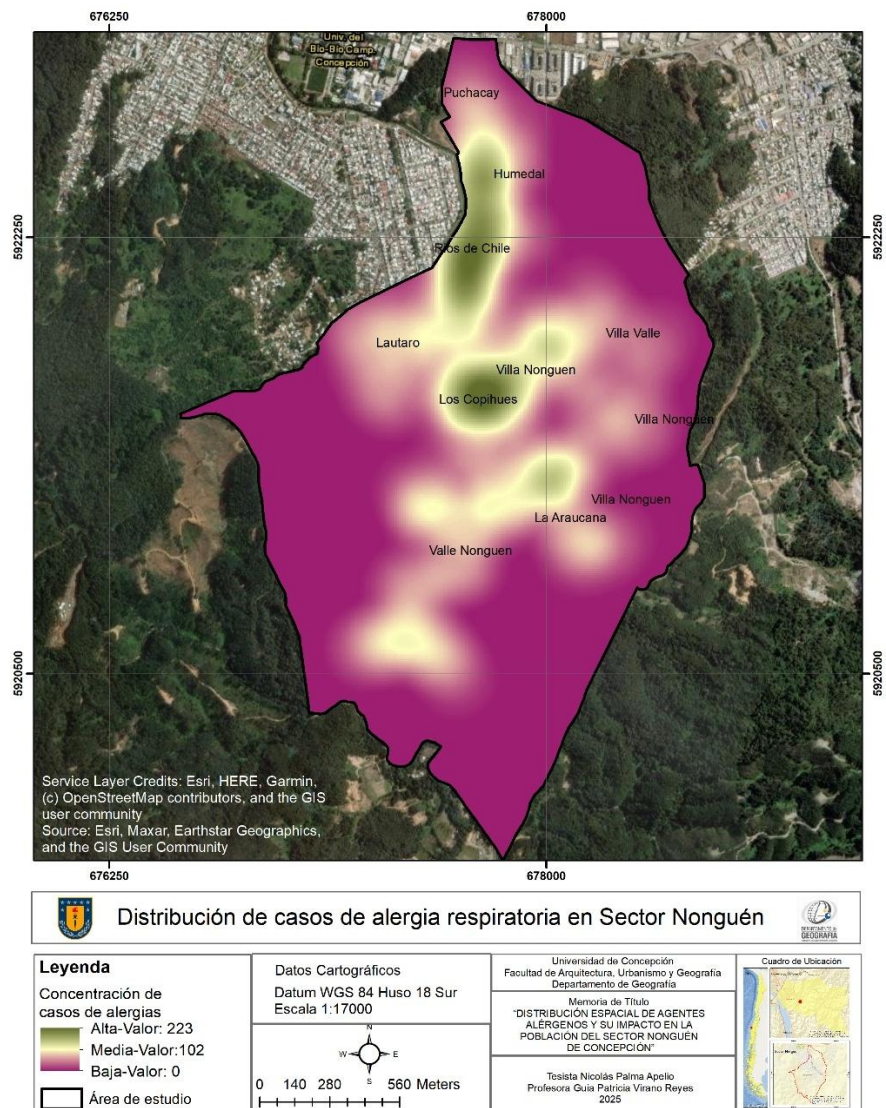 676250
678000
Univ. del
Bío-Bío,Camp.
Concepción
Puchacay
Humedal
5922250
5922250
Rios de Chile
Lautaro
Villa Valle
Villa Nonguen
Los Copihues
Villa Nonguen
Villa Nonguen
La Araucana
Valle Nonguen
5920500
5920500
Service Layer Credits: Esri, HERE, Garmin,
(c) OpenStreetMap contributors, and the GIS
user community
Source: Esri, Maxar, Earthstar Geographics,
and the GIS User Community
676250
678000
Distribución de casos de alergia respiratoria en Sector Nonguén
GEOGRAFÍA
Leyenda
Concentración de
casos de alergias
Alta-Valor: 223
Media-Valor:102
Baja-Valor: 0
Área de estudio
Datos Cartográficos
Datum WGS 84 Huso 18 Sur
Escala 1:17000
N
W
E
S
0 140 280 560 Meters
Universidad de Concepción
Facultad de Arquitectura, Urbanismo y Geografía
Departamento de Geografía
Memoria de Título
"DISTRIBUCIÓN ESPACIAL DE AGENTES
ALÉRGENOS Y SU IMPACTO EN LA
POBLACIÓN DEL SECTOR NONGUÉN
DE CONCEPCIÓN"
Tesista Nicolás Palma Apelio
Profesora Guia Patricia Virano Reyes
2025
Cuadro de Ubicación